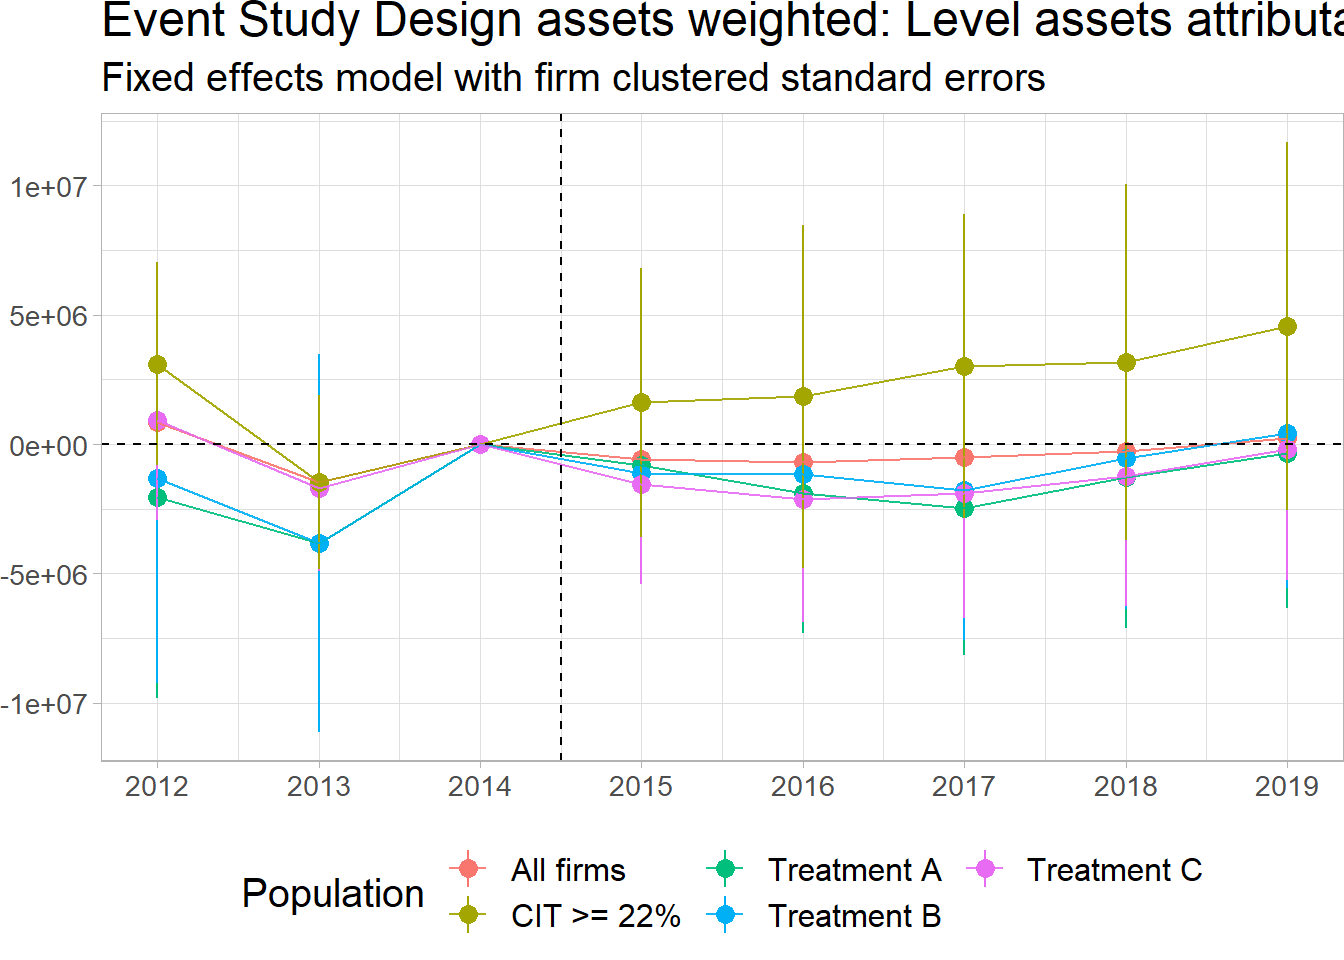 Event Study Design assets weighted: Level assets attributa
Fixed effects model with firm clustered standard errors
1e+07
5e+06
0e+00
-5e+06
-1e+07
2012 2013 2014 2015 2016 2017 2018 2019
Population
All firms Treatment A Treatment C
CIT >= 22% Treatment B